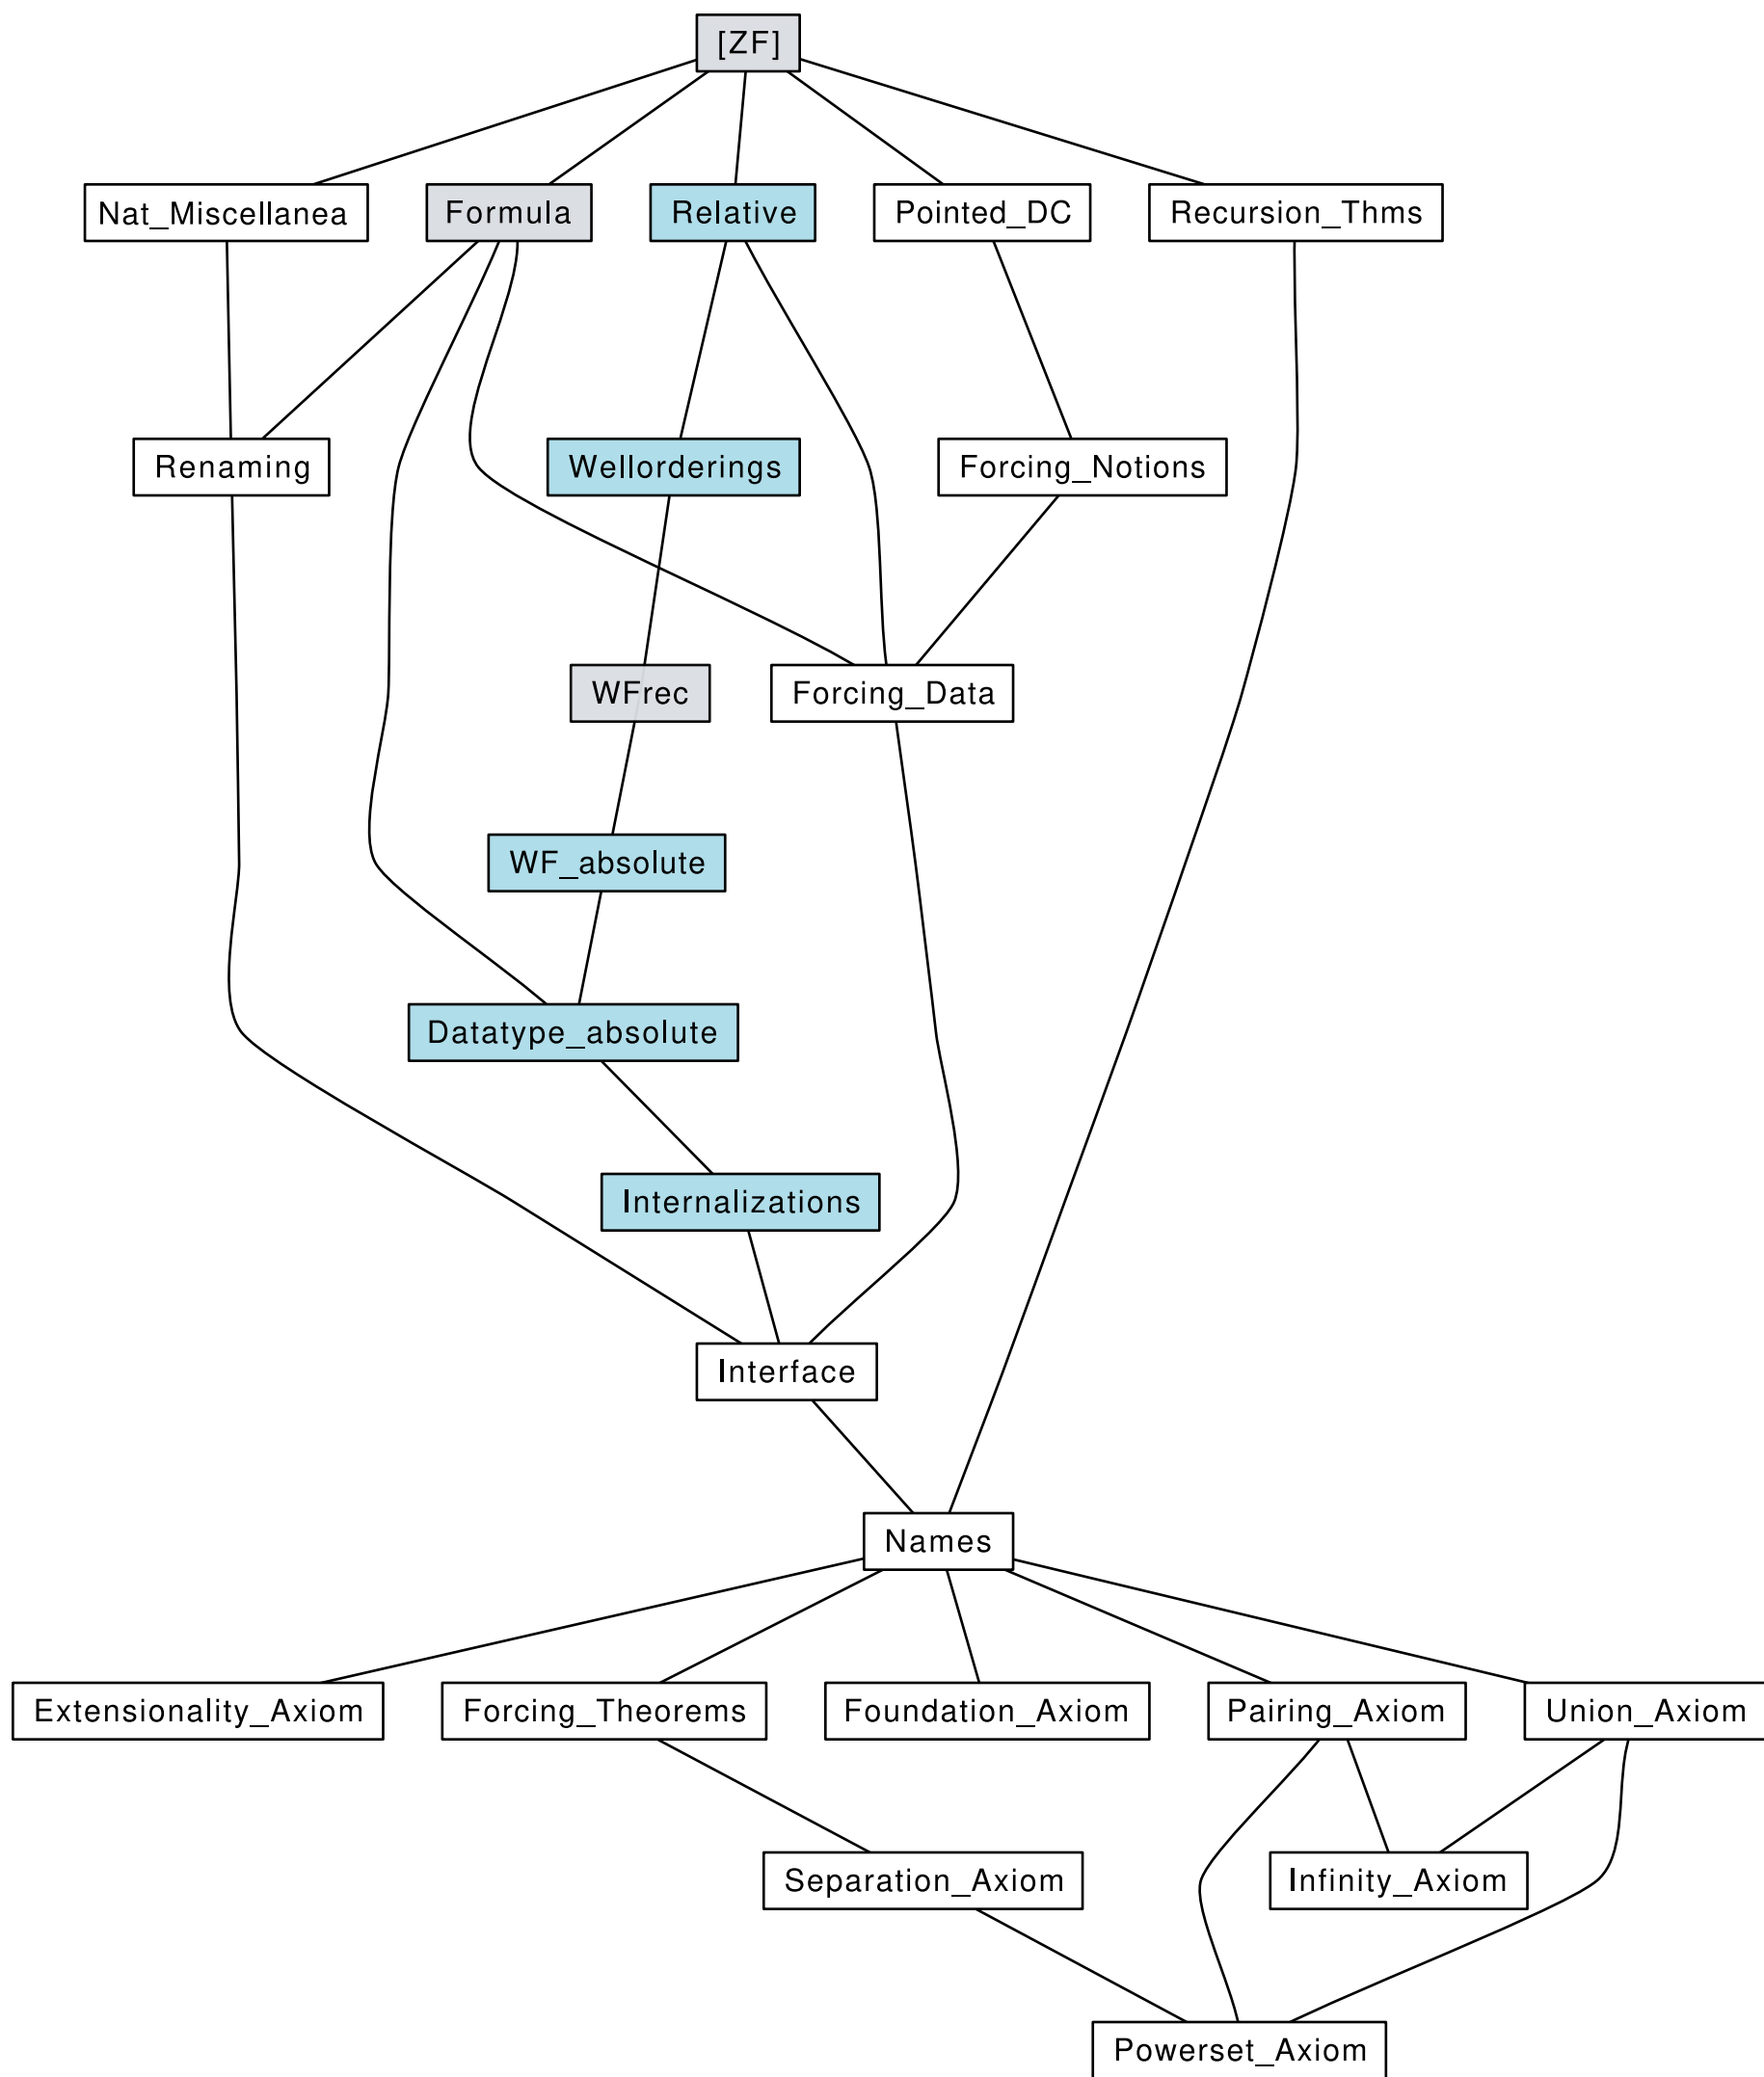 [ZF]
Nat_Miscellanea
Formula
Relative
Pointed_DC
Recursion_Thms
Renaming
Wellorderings
Forcing_Notions
WFrec
Forcing_Data
WF_absolute
Datatype_absolute
Internalizations
Interface
Names
Extensionality_Axiom
Forcing_Theorems
Foundation_Axiom
Pairing_Axiom
Union_Axiom
Separation_Axiom
Infinity_Axiom
Powerset_Axiom